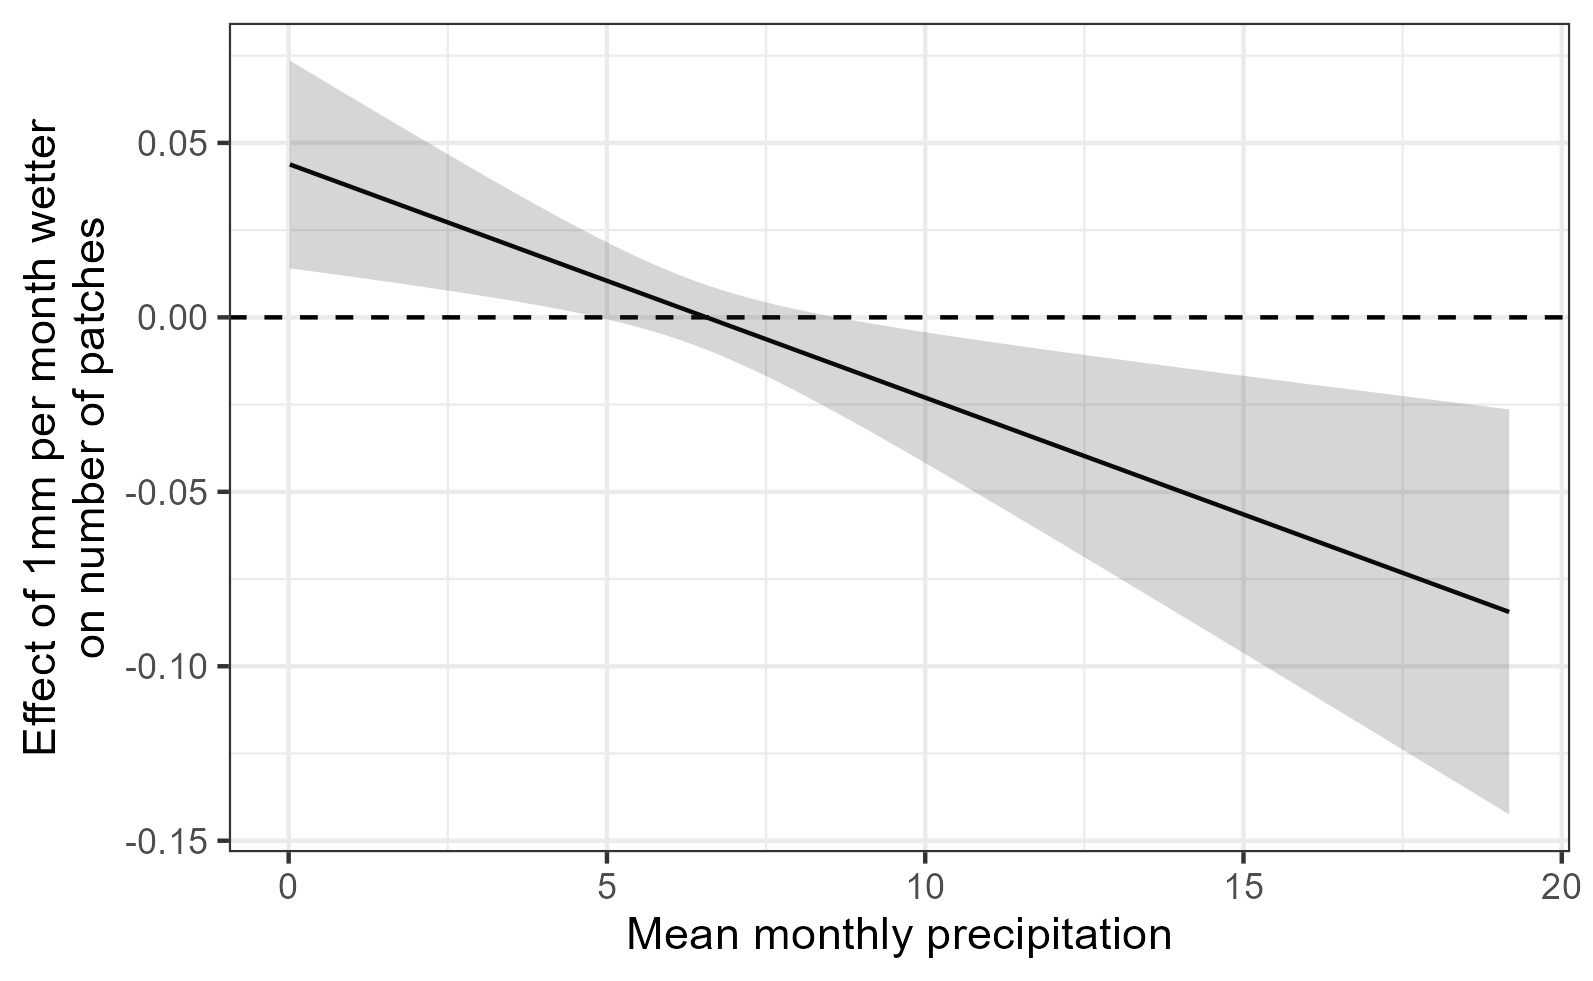 Effect of 1mm per month wetter
on number of patches
0.05
0.00
-0.05
-0.10
-0.15
0 5 10 15 20
Mean monthly precipitation